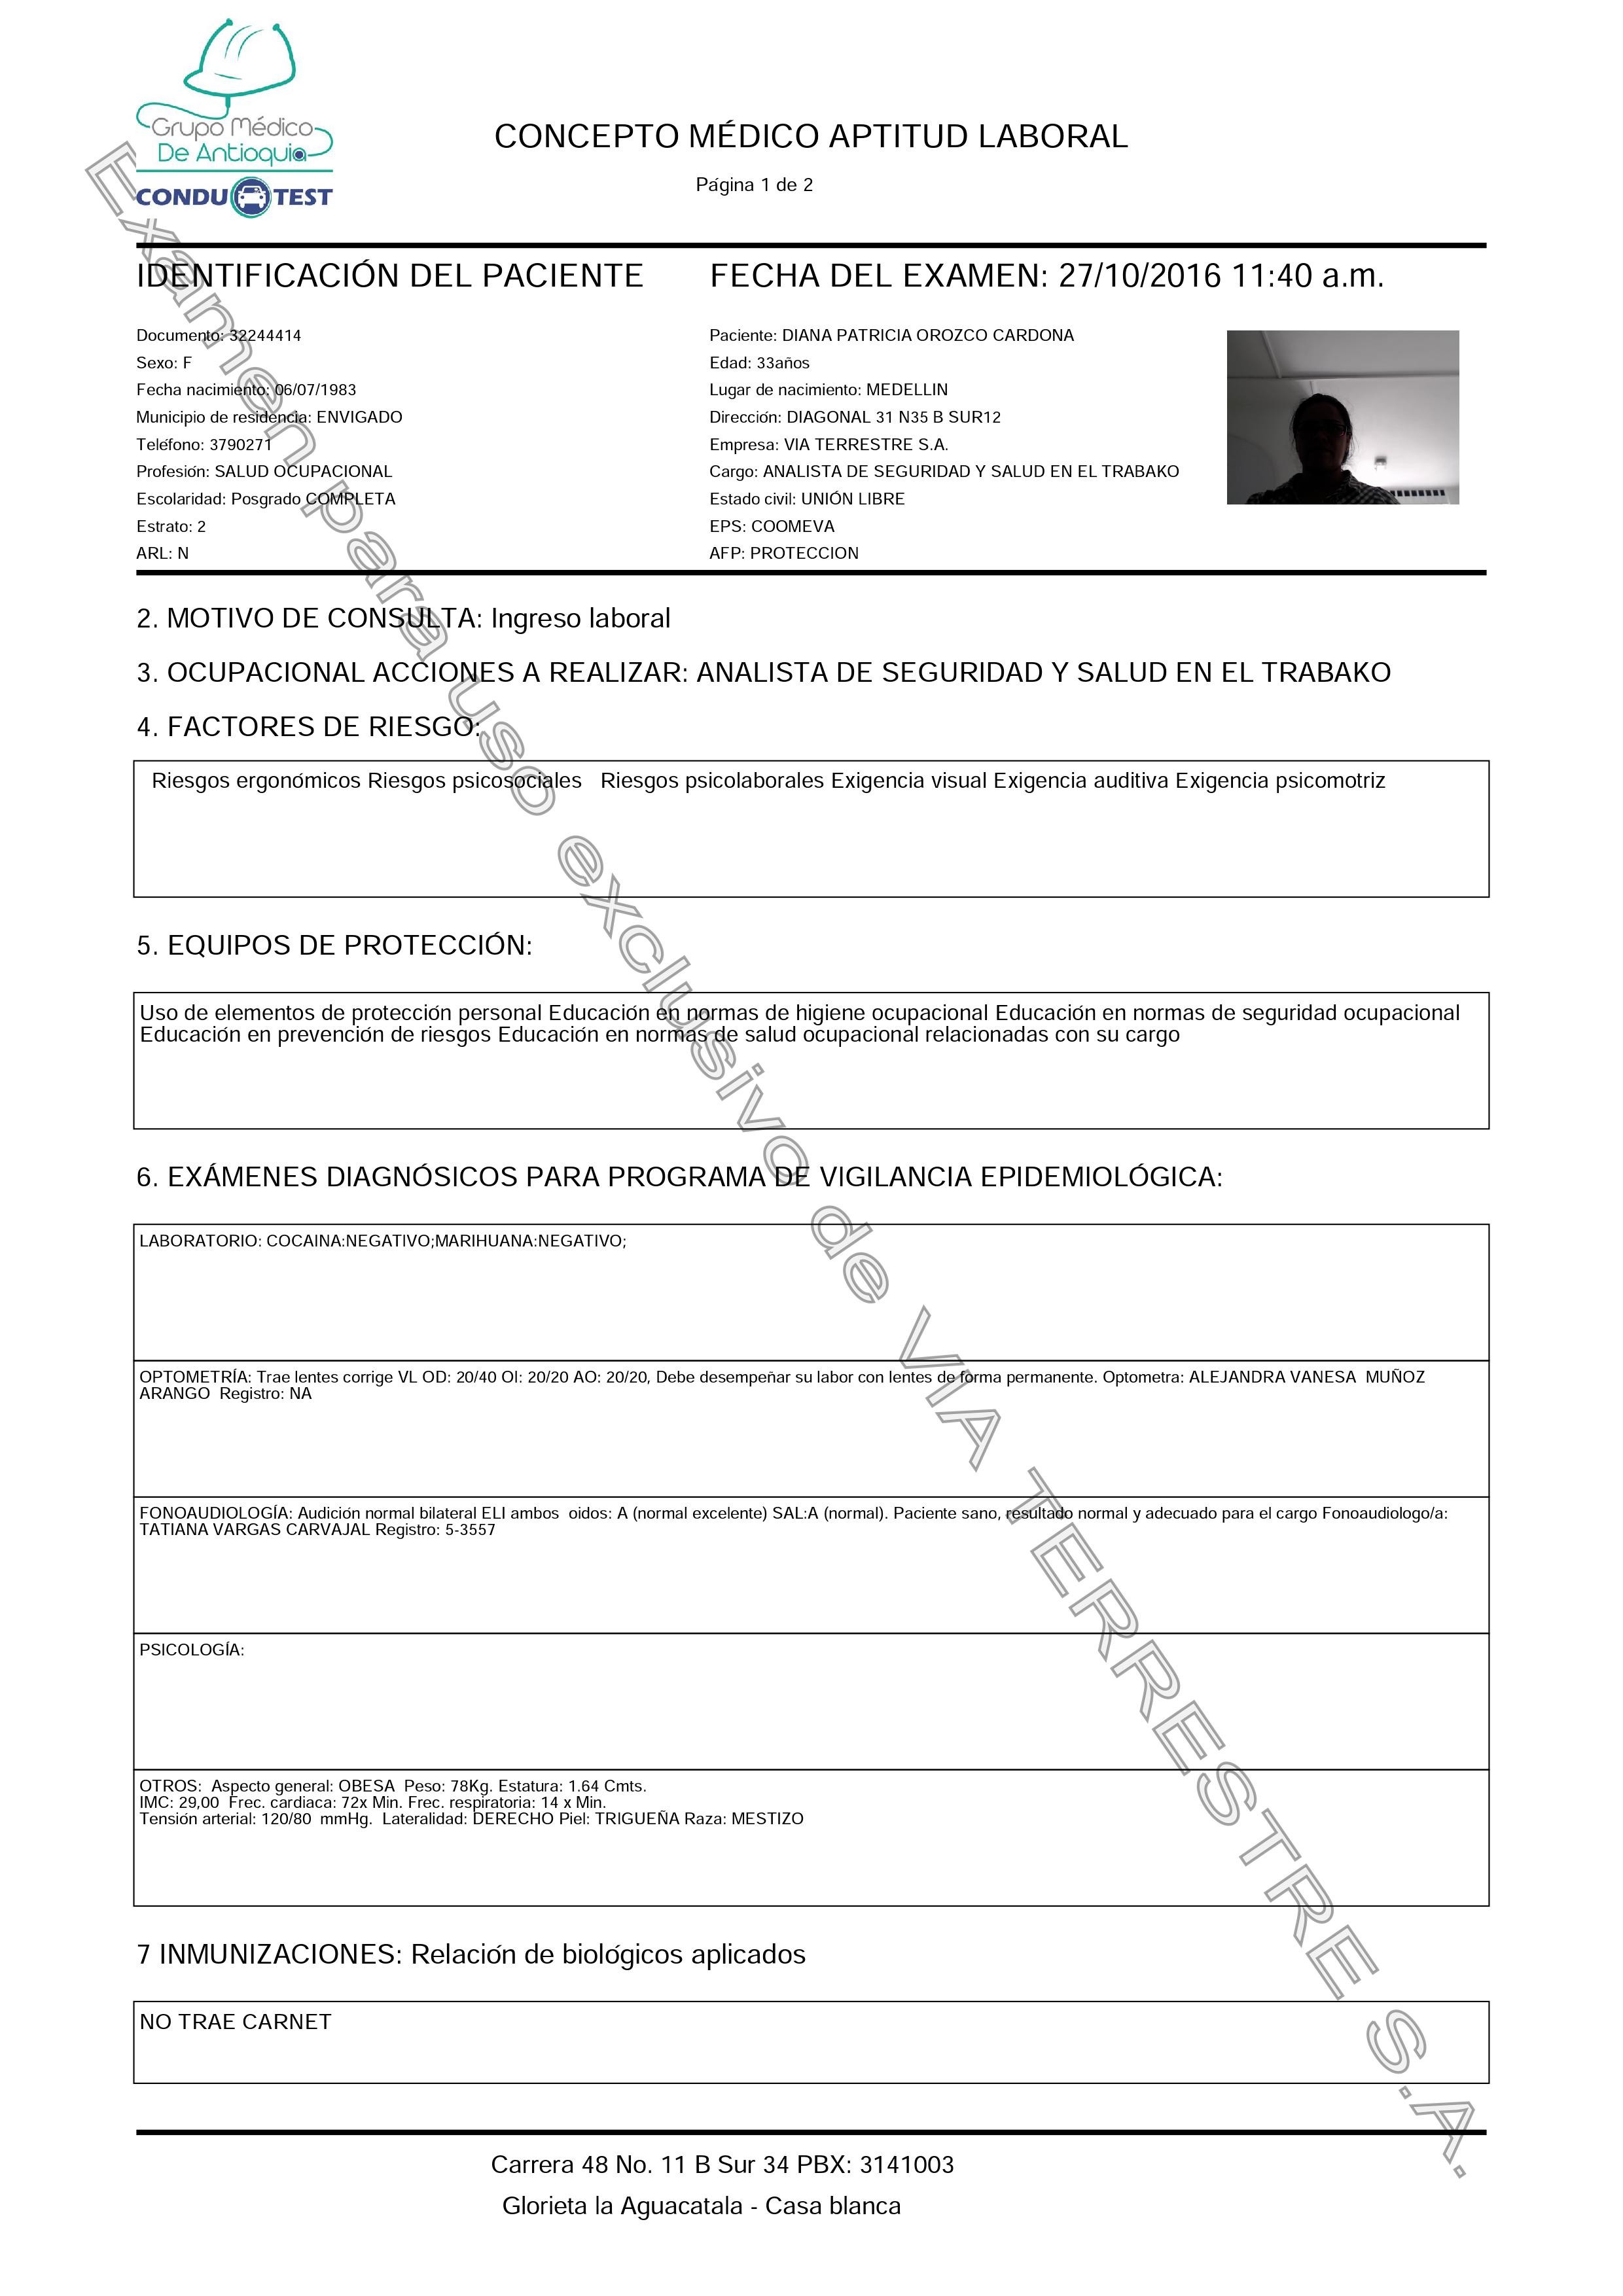 Grupo Médico
De Antioquia
CONDU TEST
CONCEPTO MÉDICO APTITUD LABORAL
Página 1 de 2
Examen para uso exclusivo de VIA TERRESTRE S.A.
IDENTIFICACIÓN DEL PACIENTE
FECHA DEL EXAMEN: 27/10/2016 11:40 a.m.
Documento: 32244414
Sexo: F
Fecha nacimiento: 06/07/1983
Municipio de residencia: ENVIGADO
Teléfono: 3790271
Profesión: SALUD OCUPACIONAL
Escolaridad: Posgrado COMPLETA
Estrato: 2
ARL: N
Paciente: DIANA PATRICIA OROZCO CARDONA
Edad: 33años
Lugar de nacimiento: MEDELLIN
Dirección: DIAGONAL 31 N35 B SUR12
Empresa: VIA TERRESTRE S.A.
Cargo: ANALISTA DE SEGURIDAD Y SALUD EN EL TRABAKO
Estado civil: UNIÓN LIBRE
EPS: COOMEVA
AFP: PROTECCION
2. MOTIVO DE CONSULTA: Ingreso laboral
3. OCUPACIONAL ACCIONES A REALIZAR: ANALISTA DE SEGURIDAD Y SALUD EN EL TRABAKO
4. FACTORES DE RIESGO:
Riesgos ergonómicos Riesgos psicosociales   Riesgos psicolaborales Exigencia visual Exigencia auditiva Exigencia psicomotriz
5. EQUIPOS DE PROTECCIÓN:
Uso de elementos de protección personal Educación en normas de higiene ocupacional Educación en normas de seguridad ocupacional
Educación en prevención de riesgos Educación en normas de salud ocupacional relacionadas con su cargo
6. EXÁMENES DIAGNÓSICOS PARA PROGRAMA DE VIGILANCIA EPIDEMIOLÓGICA:
LABORATORIO: COCAINA:NEGATIVO;MARIHUANA:NEGATIVO;
OPTOMETRÍA: Trae lentes corrige VL OD: 20/40 OI: 20/20 AO: 20/20, Debe desempeñar su labor con lentes de forma permanente. Optometra: ALEJANDRA VANESA  MUÑOZ
ARANGO  Registro: NA
FONOAUDIOLOGÍA: Audición normal bilateral ELI ambos  oidos: A (normal excelente) SAL:A (normal). Paciente sano, resultado normal y adecuado para el cargo Fonoaudiologo/a:
TATIANA VARGAS CARVAJAL Registro: 5-3557
PSICOLOGÍA:
OTROS:  Aspecto general: OBESA  Peso: 78Kg. Estatura: 1.64 Cmts.
IMC: 29,00  Frec. cardiaca: 72x Min. Frec. respiratoria: 14 x Min.
Tensión arterial: 120/80  mmHg.  Lateralidad: DERECHO Piel: TRIGUEÑA Raza: MESTIZO
7 INMUNIZACIONES: Relación de biológicos aplicados
NO TRAE CARNET
Carrera 48 No. 11 B Sur 34 PBX: 3141003
Glorieta la Aguacatala - Casa blanca